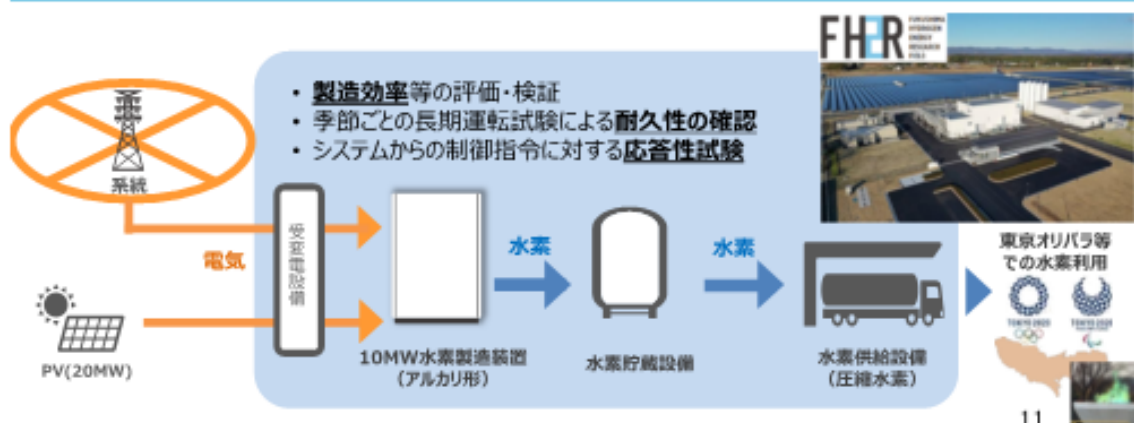 FH2R FUKUSHIMA
HYDROGEN
ENERGY
RESEARCH
FIELD
・製造効率等の評価・検証
・季節ごとの長期運転試験による耐久性の確認
・システムからの制御指令に対する応答性試験
系統
電気
受変電設備
水素
水素
東京オリパラ等
での水素利用
TOKYO 2020
TOKYO 2020
PV(20MW)
10MW水素製造装置
（アルカリ形）
水素貯蔵設備
水素供給設備
（圧縮水素）
11